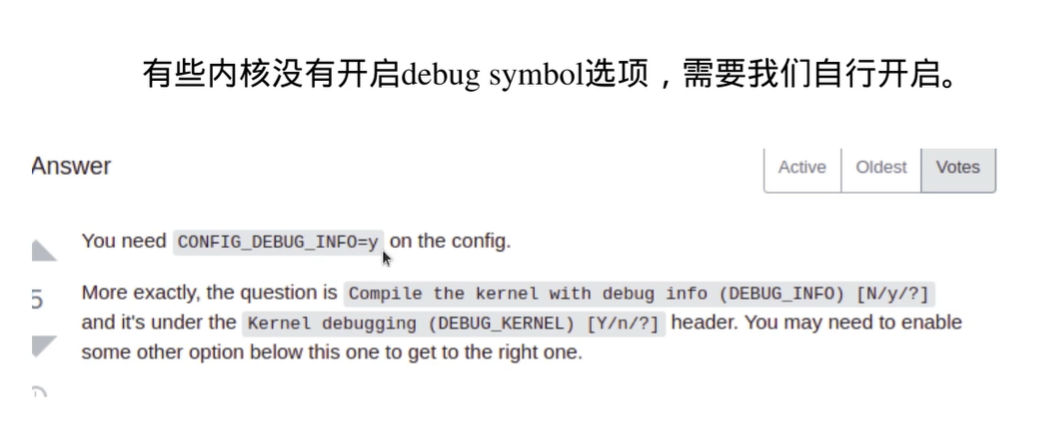 有些内核没有开启debug symbol选项，需要我们自行开启。
Answer
Active Oldest Votes
You need CONFIG_DEBUG_INFO=y on the config.
5
More exactly, the question is Compile the kernel with debug info (DEBUG_INFO) [N/y/?]
and it's under the Kernel debugging (DEBUG_KERNEL) [Y/n/?] header. You may need to enable
some other option below this one to get to the right one.